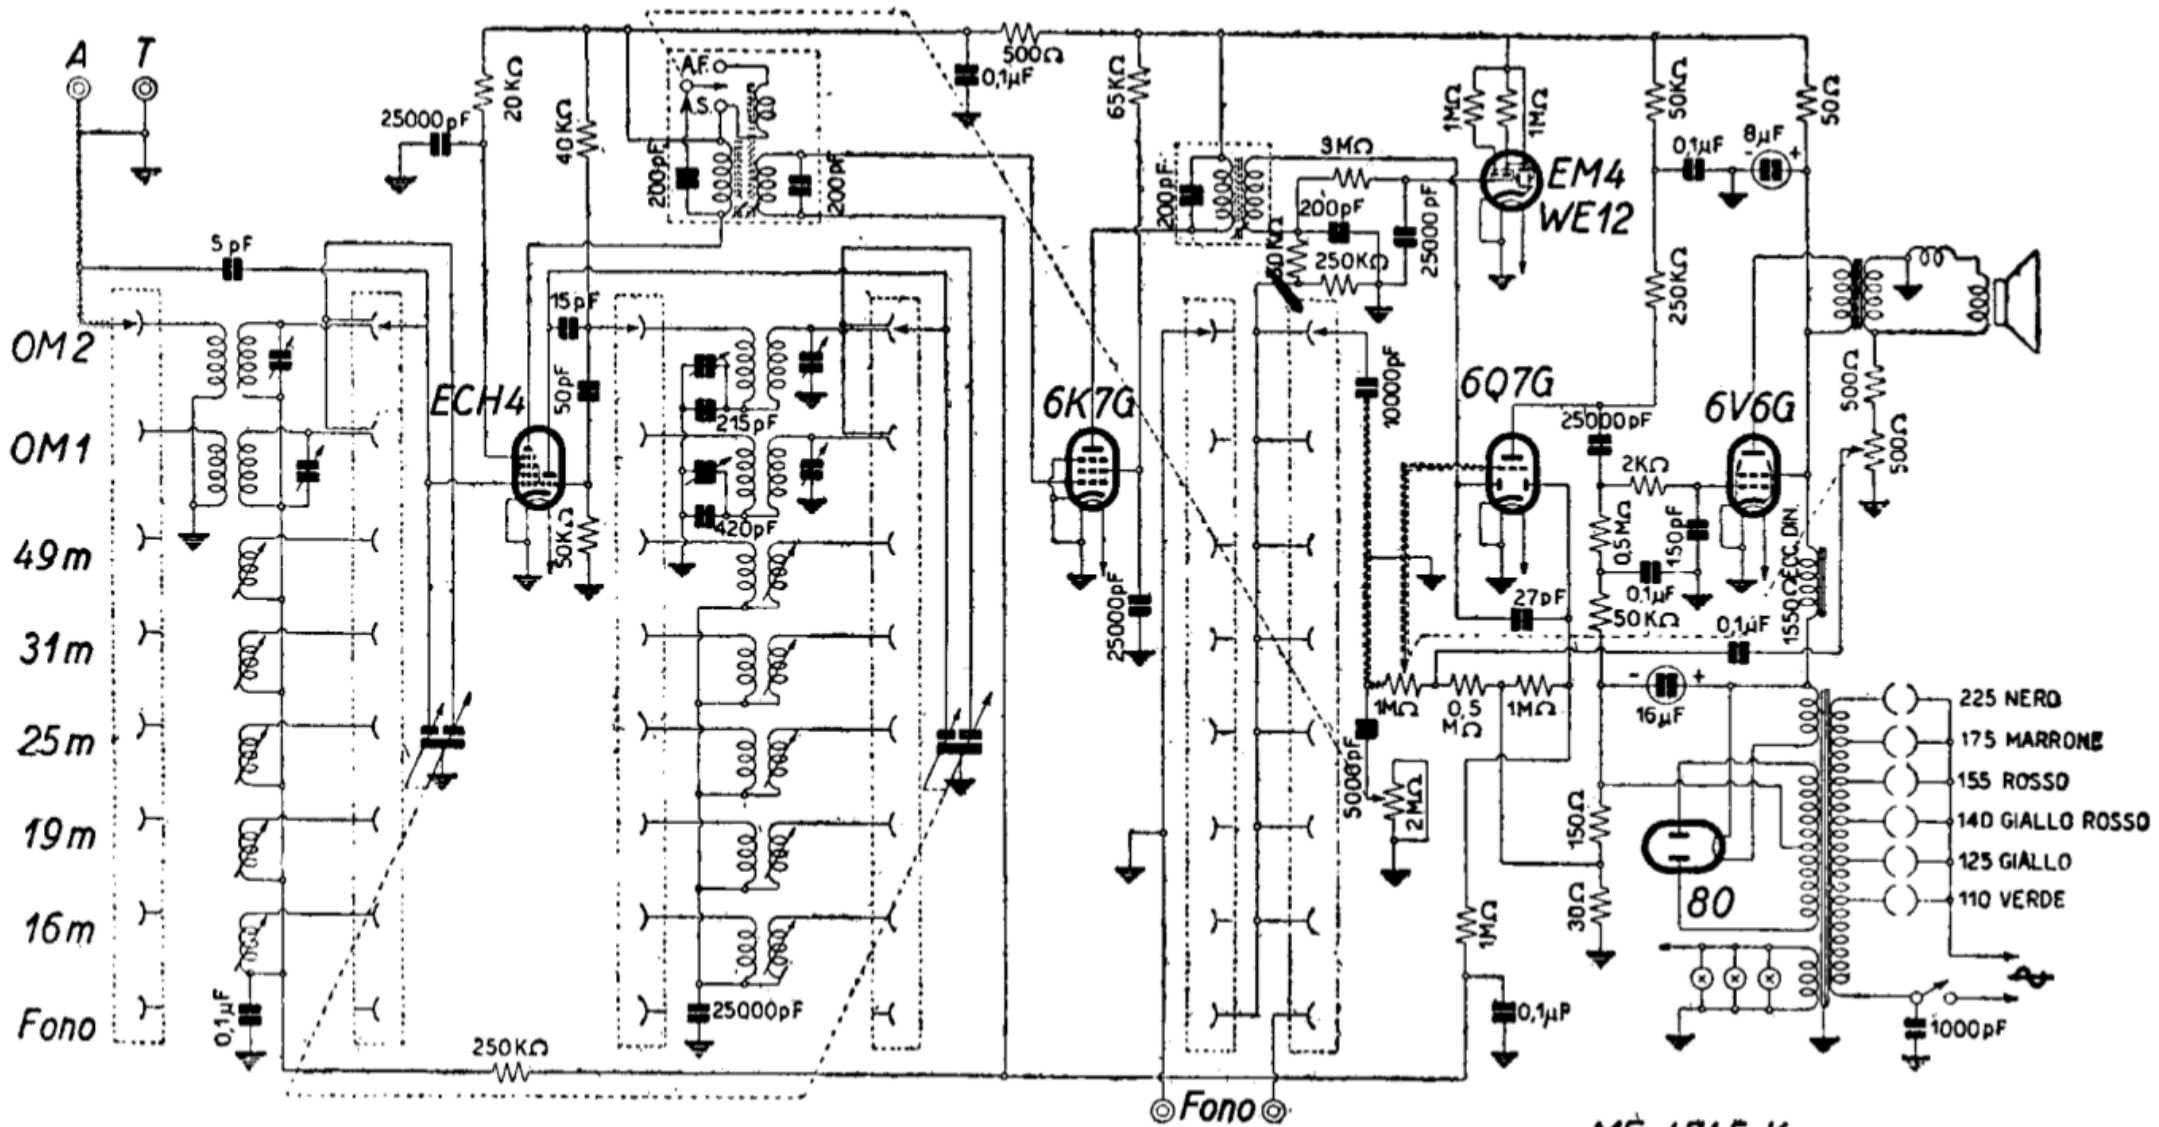 A T
25000pF
20KΩ
40KΩ
A.F.
A.S.
200pF
200pF
500Ω
0,1µF
65KΩ
200pF
3MΩ
200pF
250KΩ
25000pF
1MΩ
1MΩ
EM4
WE12
50KΩ
0,1µF
8µF
- +
50Ω
250KΩ
5pF
15pF
50pF
OM2
OM1
49m
31m
25m
19m
16m
Fono
ECH4
50KΩ
215pF
420pF
6K7G
25000pF
10000pF
6Q7G
25000pF
6V6G
2KΩ
0,5MΩ
150pF
0,1µF
50KΩ
27pF
500Ω
500Ω
1550Ω ECC. DIN.
0,1µF
1MΩ
0,5
MΩ
1MΩ
- +
16µF
5000pF
2MΩ
150Ω
30Ω
80
225 NERO
175 MARRONE
155 ROSSO
140 GIALLO ROSSO
125 GIALLO
110 VERDE
1MΩ
0,1µF
1000pF
0,1µF
25000pF
250KΩ
Fono